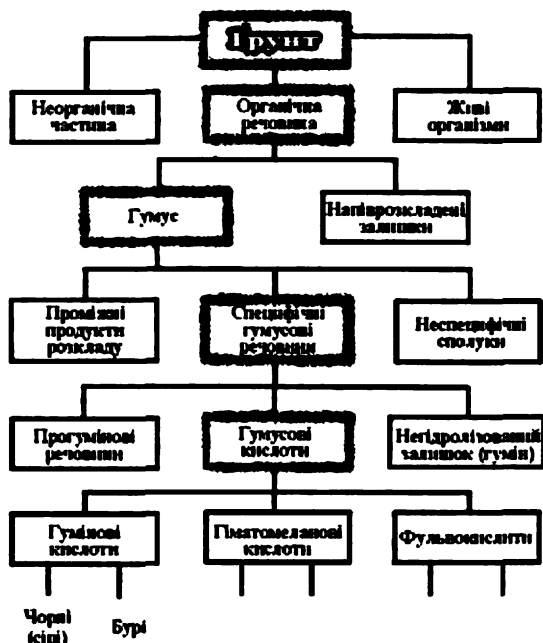 Ґрунт
Неорганічна
частина
Органічна
речовина
Живі
організми
Гумус
Напіврозкладені
залишки
Проміжні
продукти
розкладу
Специфічні
гумусові
речовини
Неспецифічні
сполуки
Прогумінові
речовини
Гумусові
кислоти
Негідролізований
залишок (гумін)
Гумінові
кислоти
Гіматомеланові
кислоти
Фульвокислоти
Чорні
(сірі)
Бурі